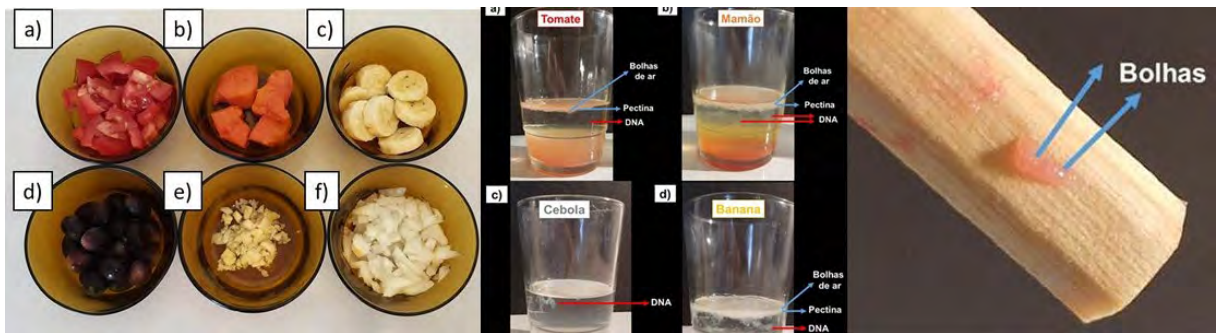 a)
b)
c)
d)
e)
f)
a)
Tomate
Bolhas
de ar
Pectina
DNA
b)
Mamão
Bolhas
de ar
Pectina
DNA
c)
Cebola
DNA
d)
Banana
Bolhas
de ar
Pectina
DNA
Bolhas